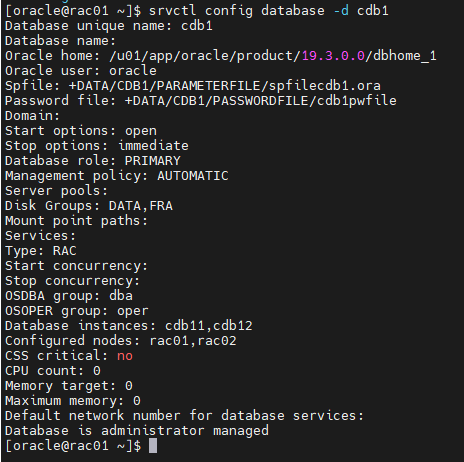 [oracle@rac01 ~]$ srvctl config database -d cdb1
Database unique name: cdb1
Database name:
Oracle home: /u01/app/oracle/product/19.3.0.0/dbhome_1
Oracle user: oracle
Spfile: +DATA/CDB1/PARAMETERFILE/spfilecdb1.ora
Password file: +DATA/CDB1/PASSWORDFILE/cdb1pwfile
Domain:
Start options: open
Stop options: immediate
Database role: PRIMARY
Management policy: AUTOMATIC
Server pools:
Disk Groups: DATA,FRA
Mount point paths:
Services:
Type: RAC
Start concurrency:
Stop concurrency:
OSDBA group: dba
OSOPER group: oper
Database instances: cdb11,cdb12
Configured nodes: rac01,rac02
CSS critical: no
CPU count: 0
Memory target: 0
Maximum memory: 0
Default network number for database services:
Database is administrator managed
[oracle@rac01 ~]$